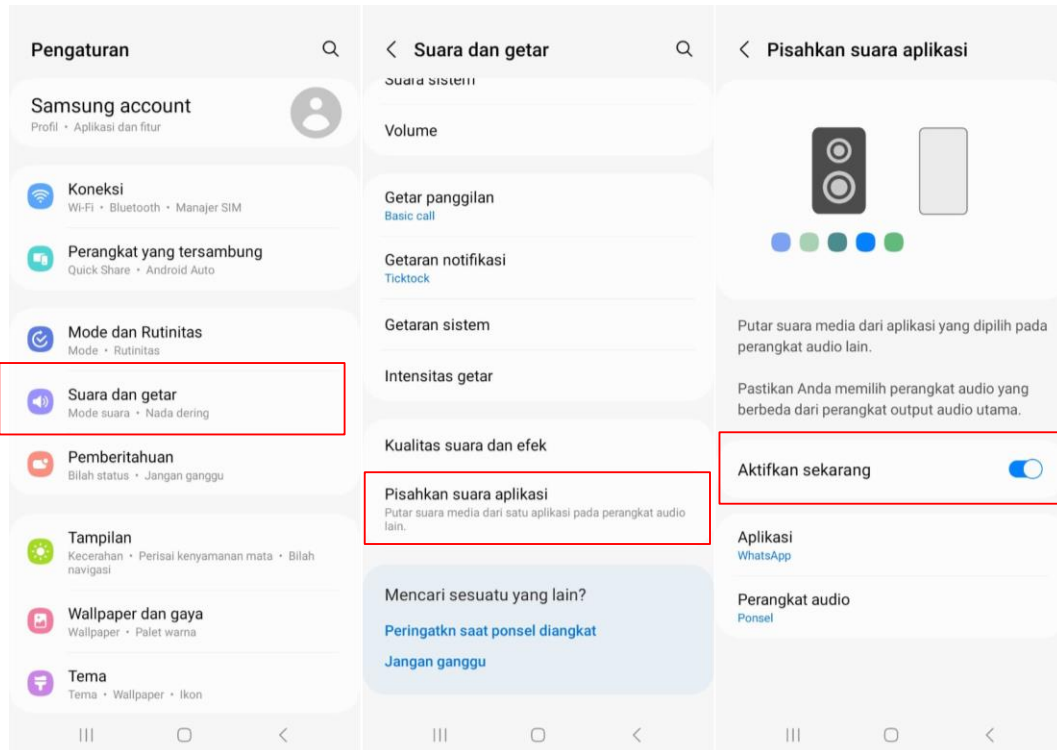 Pengaturan
Samsung account
Profil • Aplikasi dan fitur
Koneksi
Wi-Fi • Bluetooth • Manajer SIM
Perangkat yang tersambung
Quick Share • Android Auto
Mode dan Rutinitas
Mode • Rutinitas
Suara dan getar
Mode suara • Nada dering
Pemberitahuan
Bilah status • Jangan ganggu
Tampilan
Kecerahan • Perisai kenyamanan mata • Bilah
navigasi
Wallpaper dan gaya
Wallpaper • Palet warna
Tema
Tema • Wallpaper • Ikon
Suara dan getar
Suara sistem
Volume
Getar panggilan
Basic call
Getaran notifikasi
Ticktock
Getaran sistem
Intensitas getar
Kualitas suara dan efek
Pisahkan suara aplikasi
Putar suara media dari satu aplikasi pada perangkat audio
lain.
Mencari sesuatu yang lain?
Peringatkn saat ponsel diangkat
Jangan ganggu
Pisahkan suara aplikasi
Putar suara media dari aplikasi yang dipilih pada
perangkat audio lain.
Pastikan Anda memilih perangkat audio yang
berbeda dari perangkat output audio utama.
Aktifkan sekarang
Aplikasi
WhatsApp
Perangkat audio
Ponsel